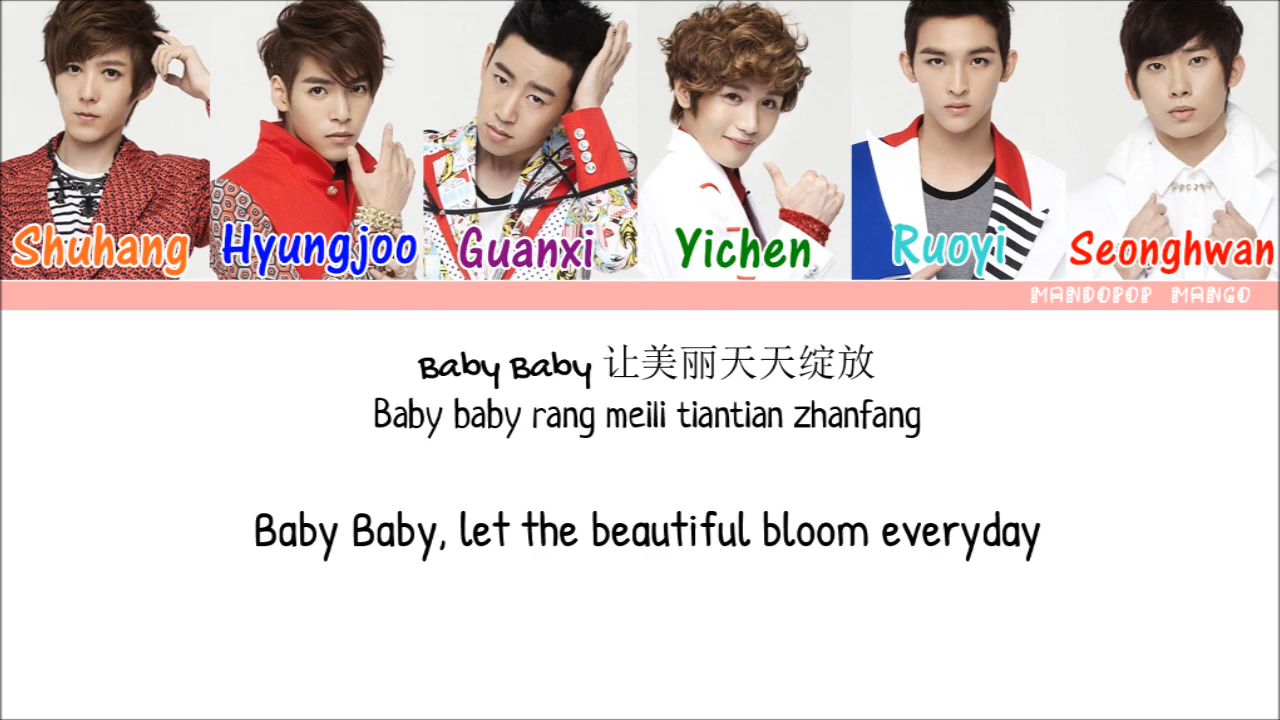 Shuhang Hyungjoo Guanxi Yichen Ruoyi Seonghwan
MANDOPOP MANGO
Baby Baby 让美丽天天绽放
Baby baby rang meili tiantian zhanfang
Baby Baby, let the beautiful bloom everyday